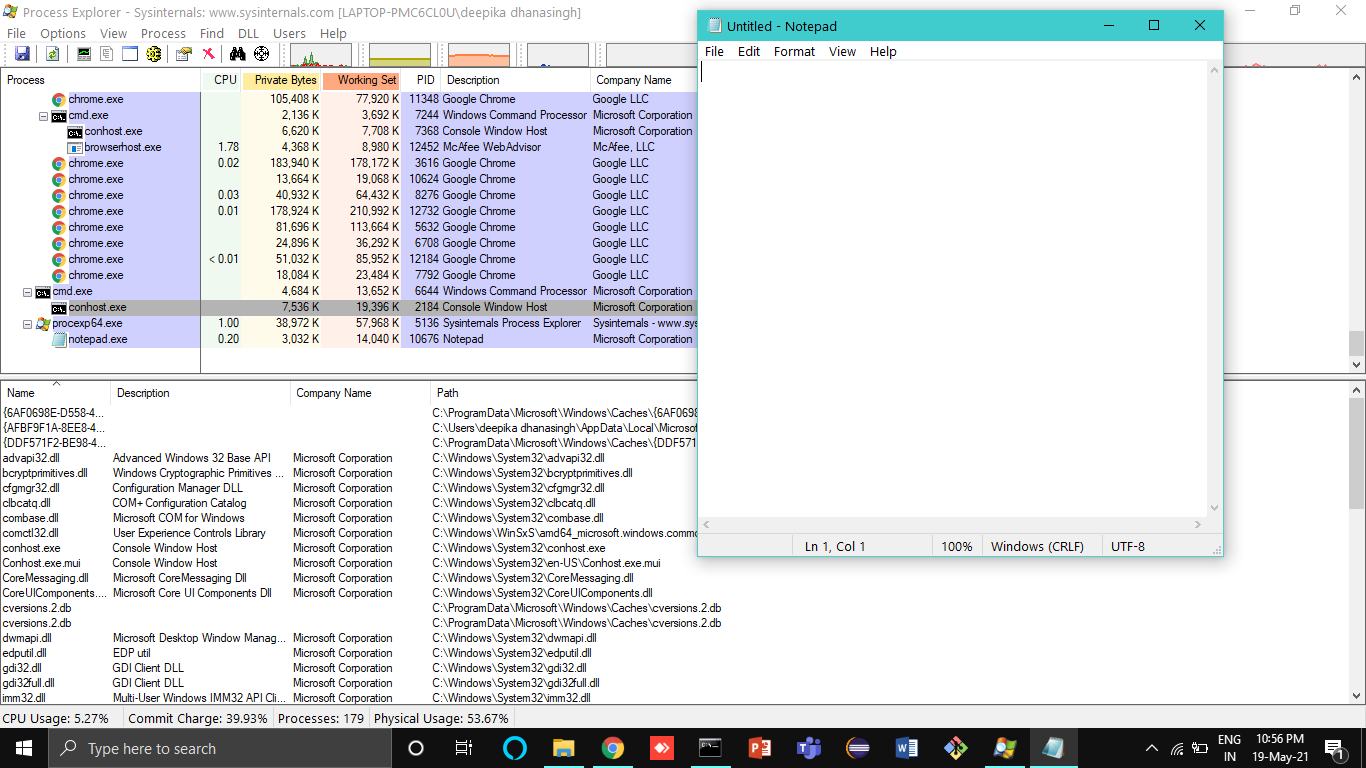 Process Explorer - Sysinternals: www.sysinternals.com [LAPTOP-PMC6CL0U\deepika dhanasingh]
File Options View Process Find DLL Users Help
Process CPU Private Bytes Working Set PID Description Company Name
chrome.exe 105,408 K 77,920 K 11348 Google Chrome Google LLC
cmd.exe 2,136 K 3,692 K 7244 Windows Command Processor Microsoft Corporation
conhost.exe 6,620 K 7,708 K 7368 Console Window Host Microsoft Corporation
browserhost.exe 1.78 4,368 K 8,980 K 12452 McAfee WebAdvisor McAfee, LLC
chrome.exe 0.02 183,940 K 178,172 K 3616 Google Chrome Google LLC
chrome.exe 13,664 K 19,068 K 10624 Google Chrome Google LLC
chrome.exe 0.03 40,932 K 64,432 K 8276 Google Chrome Google LLC
chrome.exe 0.01 178,924 K 210,992 K 12732 Google Chrome Google LLC
chrome.exe 81,696 K 113,664 K 5632 Google Chrome Google LLC
chrome.exe 24,896 K 36,292 K 6708 Google Chrome Google LLC
chrome.exe < 0.01 51,032 K 85,952 K 12184 Google Chrome Google LLC
chrome.exe 18,084 K 23,484 K 7792 Google Chrome Google LLC
cmd.exe 4,684 K 13,652 K 6644 Windows Command Processor Microsoft Corporation
conhost.exe 7,536 K 19,396 K 2184 Console Window Host Microsoft Corporation
procexp64.exe 1.00 38,972 K 57,968 K 5136 Sysinternals Process Explorer Sysinternals - www.sys
notepad.exe 0.20 3,032 K 14,040 K 10676 Notepad Microsoft Corporation
Name Description Company Name Path
{6AF0698E-D558-4... C:\ProgramData\Microsoft\Windows\Caches\{6AF0698
{AFBF9F1A-8EE8-4... C:\Users\deepika dhanasingh\AppData\Local\Microsof
{DDF571F2-BE98-4... C:\ProgramData\Microsoft\Windows\Caches\{DDF571
advapi32.dll Advanced Windows 32 Base API Microsoft Corporation C:\Windows\System32\advapi32.dll
bcryptprimitives.dll Windows Cryptographic Primitives ... Microsoft Corporation C:\Windows\System32\bcryptprimitives.dll
cfgmgr32.dll Configuration Manager DLL Microsoft Corporation C:\Windows\System32\cfgmgr32.dll
clbcatq.dll COM+ Configuration Catalog Microsoft Corporation C:\Windows\System32\clbcatq.dll
combase.dll Microsoft COM for Windows Microsoft Corporation C:\Windows\System32\combase.dll
comctl32.dll User Experience Controls Library Microsoft Corporation C:\Windows\WinSxS\amd64_microsoft.windows.commo
conhost.exe Console Window Host Microsoft Corporation C:\Windows\System32\conhost.exe
Conhost.exe.mui Console Window Host Microsoft Corporation C:\Windows\System32\en-US\Conhost.exe.mui
CoreMessaging.dll Microsoft CoreMessaging Dll Microsoft Corporation C:\Windows\System32\CoreMessaging.dll
CoreUIComponents.... Microsoft Core UI Components Dll Microsoft Corporation C:\Windows\System32\CoreUIComponents.dll
cversions.2.db C:\ProgramData\Microsoft\Windows\Caches\cversions.2.db
cversions.2.db C:\ProgramData\Microsoft\Windows\Caches\cversions.2.db
dwmapi.dll Microsoft Desktop Window Manag... Microsoft Corporation C:\Windows\System32\dwmapi.dll
edputil.dll EDP util Microsoft Corporation C:\Windows\System32\edputil.dll
gdi32.dll GDI Client DLL Microsoft Corporation C:\Windows\System32\gdi32.dll
gdi32full.dll GDI Client DLL Microsoft Corporation C:\Windows\System32\gdi32full.dll
imm32.dll Multi-User Windows IMM32 API Cli... Microsoft Corporation C:\Windows\System32\imm32.dll
CPU Usage: 5.27% Commit Charge: 39.93% Processes: 179 Physical Usage: 53.67%
Untitled - Notepad
File Edit Format View Help
Ln 1, Col 1 100% Windows (CRLF) UTF-8
Type here to search
ENG 10:56 PM
IN 19-May-21
1